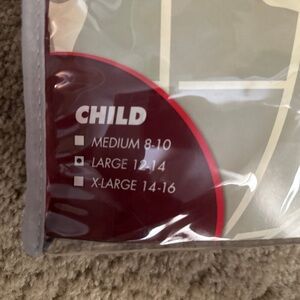 CHILD
MEDIUM 8-10
LARGE 12-14
X-LARGE 14-16